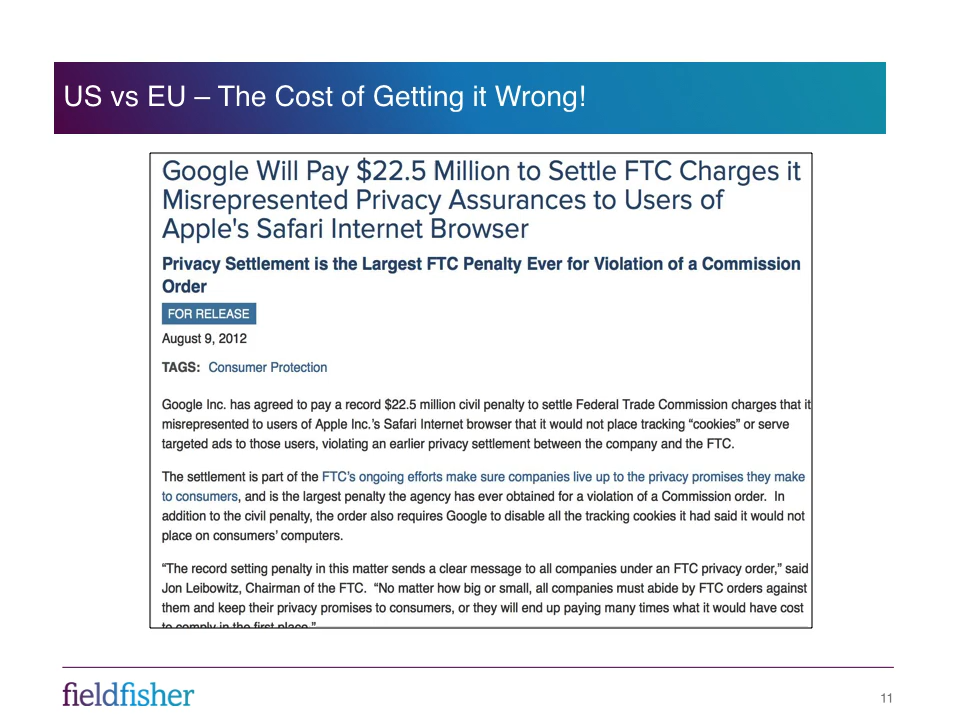 US vs EU – The Cost of Getting it Wrong!
Google Will Pay $22.5 Million to Settle FTC Charges it
Misrepresented Privacy Assurances to Users of
Apple's Safari Internet Browser
Privacy Settlement is the Largest FTC Penalty Ever for Violation of a Commission
Order
FOR RELEASE
August 9, 2012
TAGS: Consumer Protection
Google Inc. has agreed to pay a record $22.5 million civil penalty to settle Federal Trade Commission charges that it
misrepresented to users of Apple Inc.’s Safari Internet browser that it would not place tracking “cookies” or serve
targeted ads to those users, violating an earlier privacy settlement between the company and the FTC.
The settlement is part of the FTC’s ongoing efforts make sure companies live up to the privacy promises they make
to consumers, and is the largest penalty the agency has ever obtained for a violation of a Commission order.  In
addition to the civil penalty, the order also requires Google to disable all the tracking cookies it had said it would not
place on consumers’ computers.
“The record setting penalty in this matter sends a clear message to all companies under an FTC privacy order,” said
Jon Leibowitz, Chairman of the FTC.  “No matter how big or small, all companies must abide by FTC orders against
them and keep their privacy promises to consumers, or they will end up paying many times what it would have cost
to comply in the first place.”
fieldfisher
11